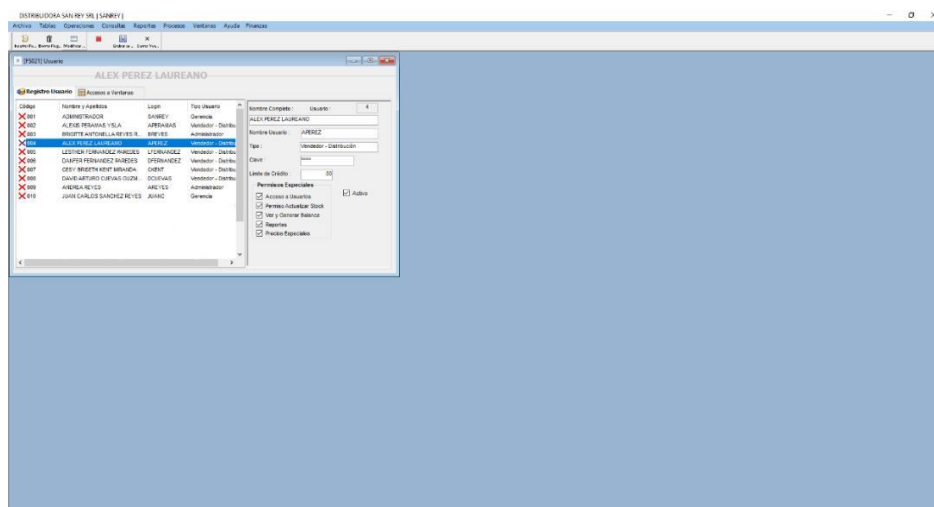 DISTRIBUIDORA SAN REY SRL [ SANREY ]
Archivo Tablas Operaciones Consultas Reportes Procesos Ventanas Ayuda Finanzas
[FS021] Usuario
ALEX PEREZ LAUREANO
Registro Usuario Accesos a Ventanas
Código Nombre y Apellidos Login Tipo Usuario
001 ADMINISTRADOR SANREY Gerencia
002 ALEXIS PERAMAS YSLA APERAMAS Vendedor - Distribu
003 BRIGITTE ANTONELLA REYES R... BREYES Administrador
004 ALEX PEREZ LAUREANO APEREZ Vendedor - Distribu
005 LESTHER FERNANDEZ PAREDES LFERNANDEZ Vendedor - Distribu
006 DANFER FERNANDEZ PAREDES DFERNANDEZ Vendedor - Distribu
007 KENT MIRANDA CKENT Vendedor - Distribu
008 DAVID ARTURO CUEVAS GUZM... DCUEVAS Vendedor - Distribu
009 ANDREA REYES AREYES Administrador
010 JUAN CARLOS SANCHEZ REYES JUANC Gerencia
Nombre Completo : Usuario : 4
ALEX PEREZ LAUREANO
Nombre Usuario : APEREZ
Tipo : Vendedor - Distribución
Clave : ****
Limite de Crédito :
Permisos Especiales
Activo
Acceso a Usuarios
Permiso Actualizar Stock
Ver y Generar Balance
Reportes
Precios Especiales